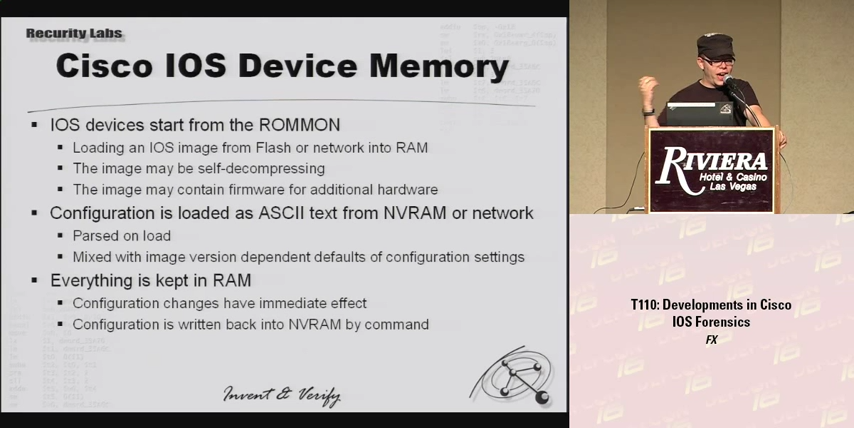 Recurity Labs
Cisco IOS Device Memory
IOS devices start from the ROMMON
Loading an IOS image from Flash or network into RAM
The image may be self-decompressing
The image may contain firmware for additional hardware
Configuration is loaded as ASCII text from NVRAM or network
Parsed on load
Mixed with image version dependent defaults of configuration settings
Everything is kept in RAM
Configuration changes have immediate effect
Configuration is written back into NVRAM by command
Invent & Verify
RIVIERA
Hotel & Casino
Las Vegas
T110: Developments in Cisco
IOS Forensics
FX